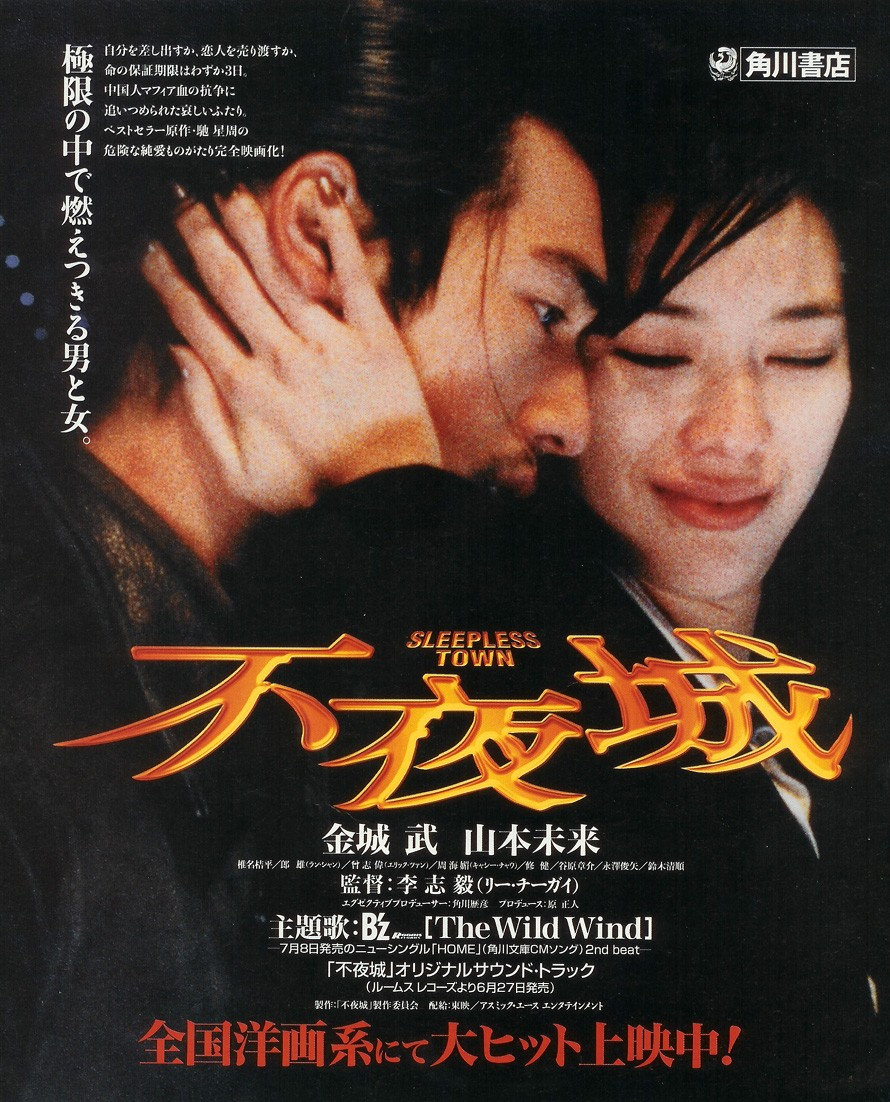 極限の中で燃えつきる男と女。
自分を差し出すか、恋人を売り渡すか、
命の保証期限はわずか3日。
中国人マフィア血の抗争に
追いつめられた哀しいふたり。
ベストセラー原作・馳 星周の
危険な純愛ものがたり完全映画化!
角川書店
SLEEPLESS
TOWN
不夜城
金城 武 山本未来
椎名桔平/郎 雄(ラン・シャン)/曾志偉(エリック・ツァン)/周海媚(キャシー・チャウ)/修 健/谷原章介/永澤俊矢/鈴木清順
監督:李志毅(リー・チーガイ)
エグゼクティブプロデューサー:角川歴彦 プロデュース:原 正人
主題歌:B'z [The Wild Wind]
7月8日発売のニューシングル「HOME」(角川文庫CMソング) 2nd beat
「不夜城」オリジナルサウンド・トラック
(ルームス レコーズより6月27日発売)
製作:「不夜城」製作委員会 配給:東映/アスミック・エース エンタテインメント
全国洋画系にて大ヒット上映中!